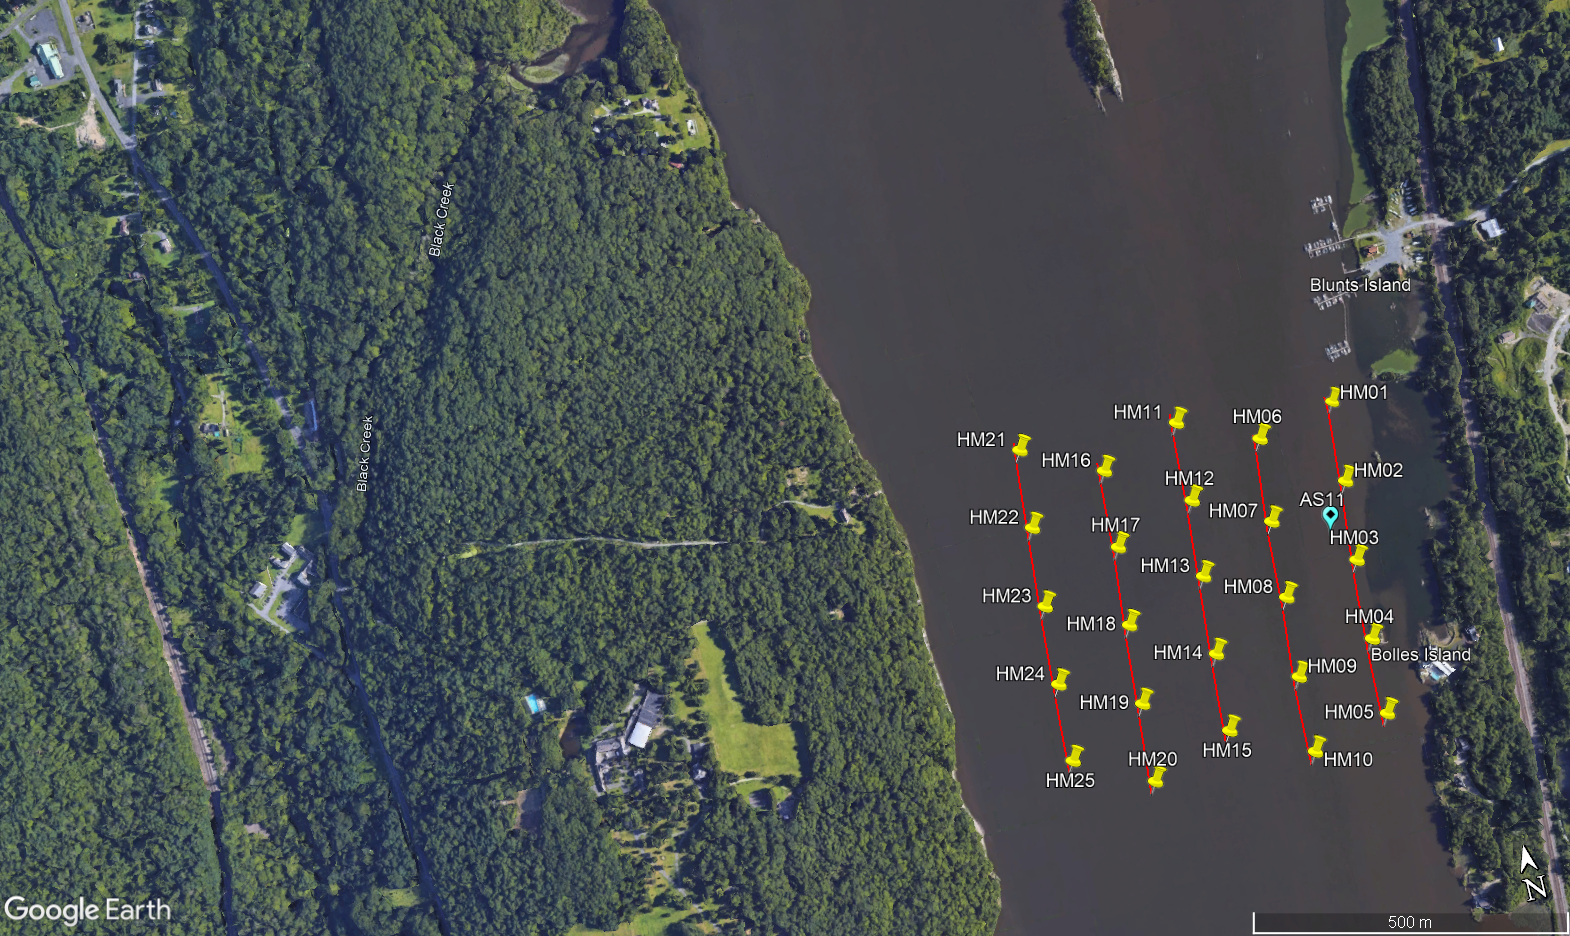 Black Creek
Blunts Island
HM01
HM11
HM06
HM21
HM16
HM02
HM12
AS11
HM07
HM22
HM17
HM03
HM13
HM08
HM23
HM04
HM18
HM14
Bolles Island
HM09
HM24
HM19
HM05
HM15
HM20
HM10
HM25
Black Creek
N
Google Earth
500 m